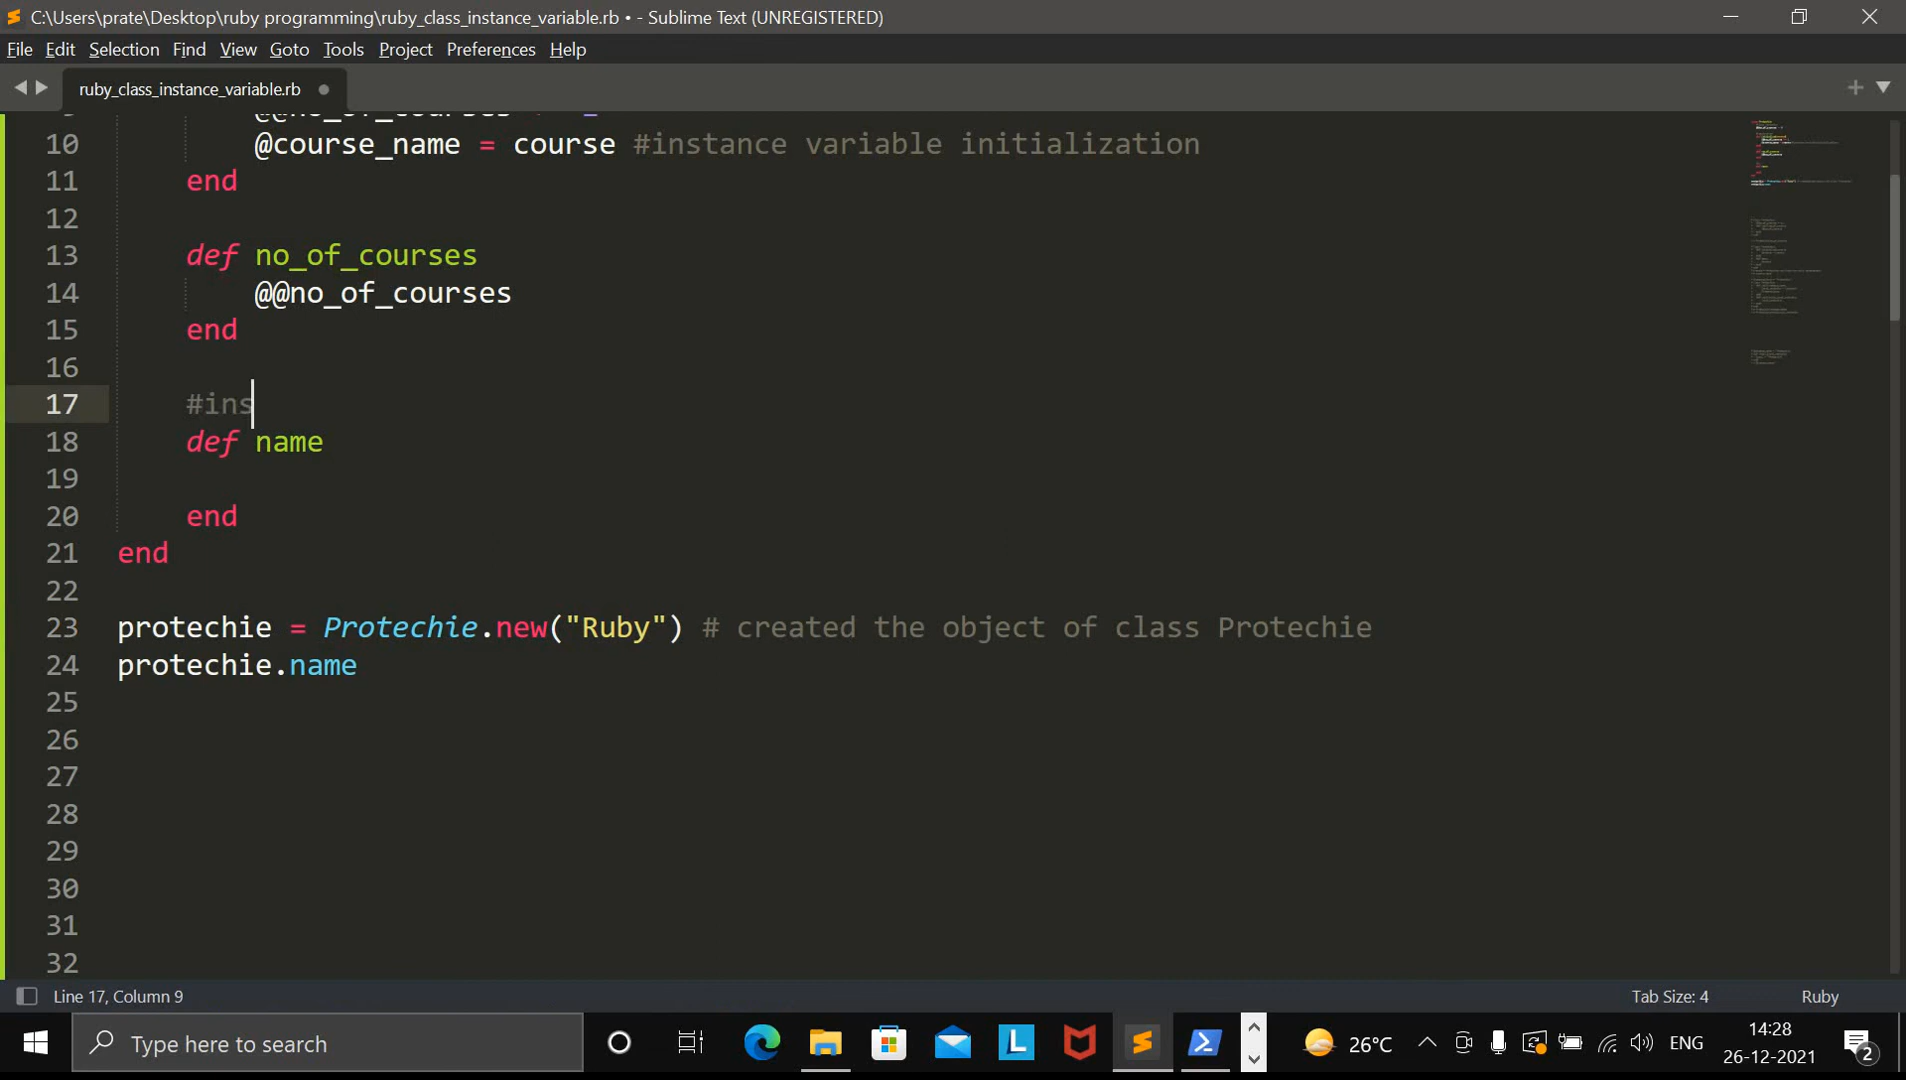 C:\Users\prate\Desktop\ruby programming\ruby_class_instance_variable.rb • - Sublime Text (UNREGISTERED)
File Edit Selection Find View Goto Tools Project Preferences Help
ruby_class_instance_variable.rb
10 @course_name = course #instance variable initialization
11 end
12
13 def no_of_courses
14 @@no_of_courses
15 end
16
17 #ins
18 def name
19
20 end
21 end
22
23 protechie = Protechie.new("Ruby") # created the object of class Protechie
24 protechie.name
25
26
27
28
29
30
31
32
Line 17, Column 9 Tab Size: 4 Ruby
Type here to search 26°C ENG 14:28
26-12-2021 2